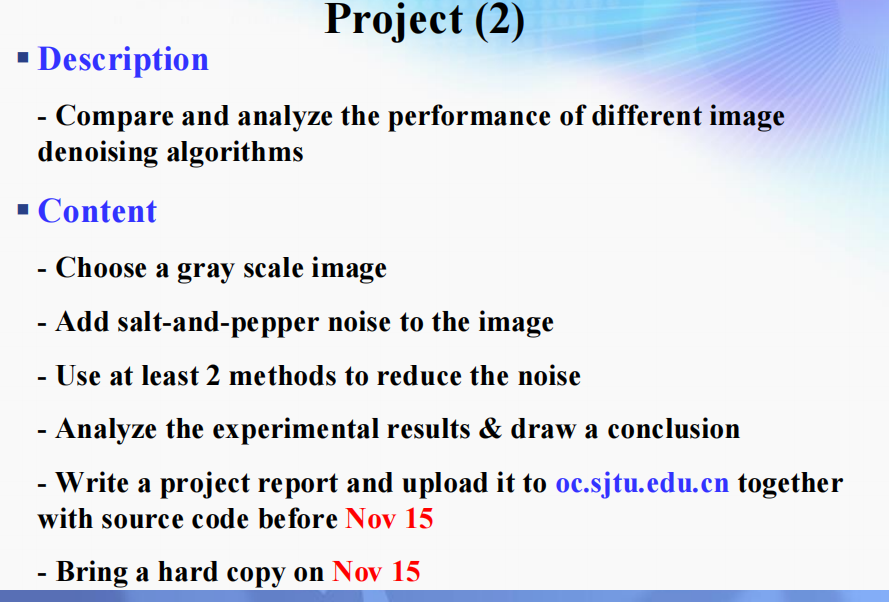 Project (2)
▪ Description
- Compare and analyze the performance of different image
denoising algorithms
▪ Content
- Choose a gray scale image
- Add salt-and-pepper noise to the image
- Use at least 2 methods to reduce the noise
- Analyze the experimental results & draw a conclusion
- Write a project report and upload it to oc.sjtu.edu.cn together
with source code before Nov 15
- Bring a hard copy on Nov 15